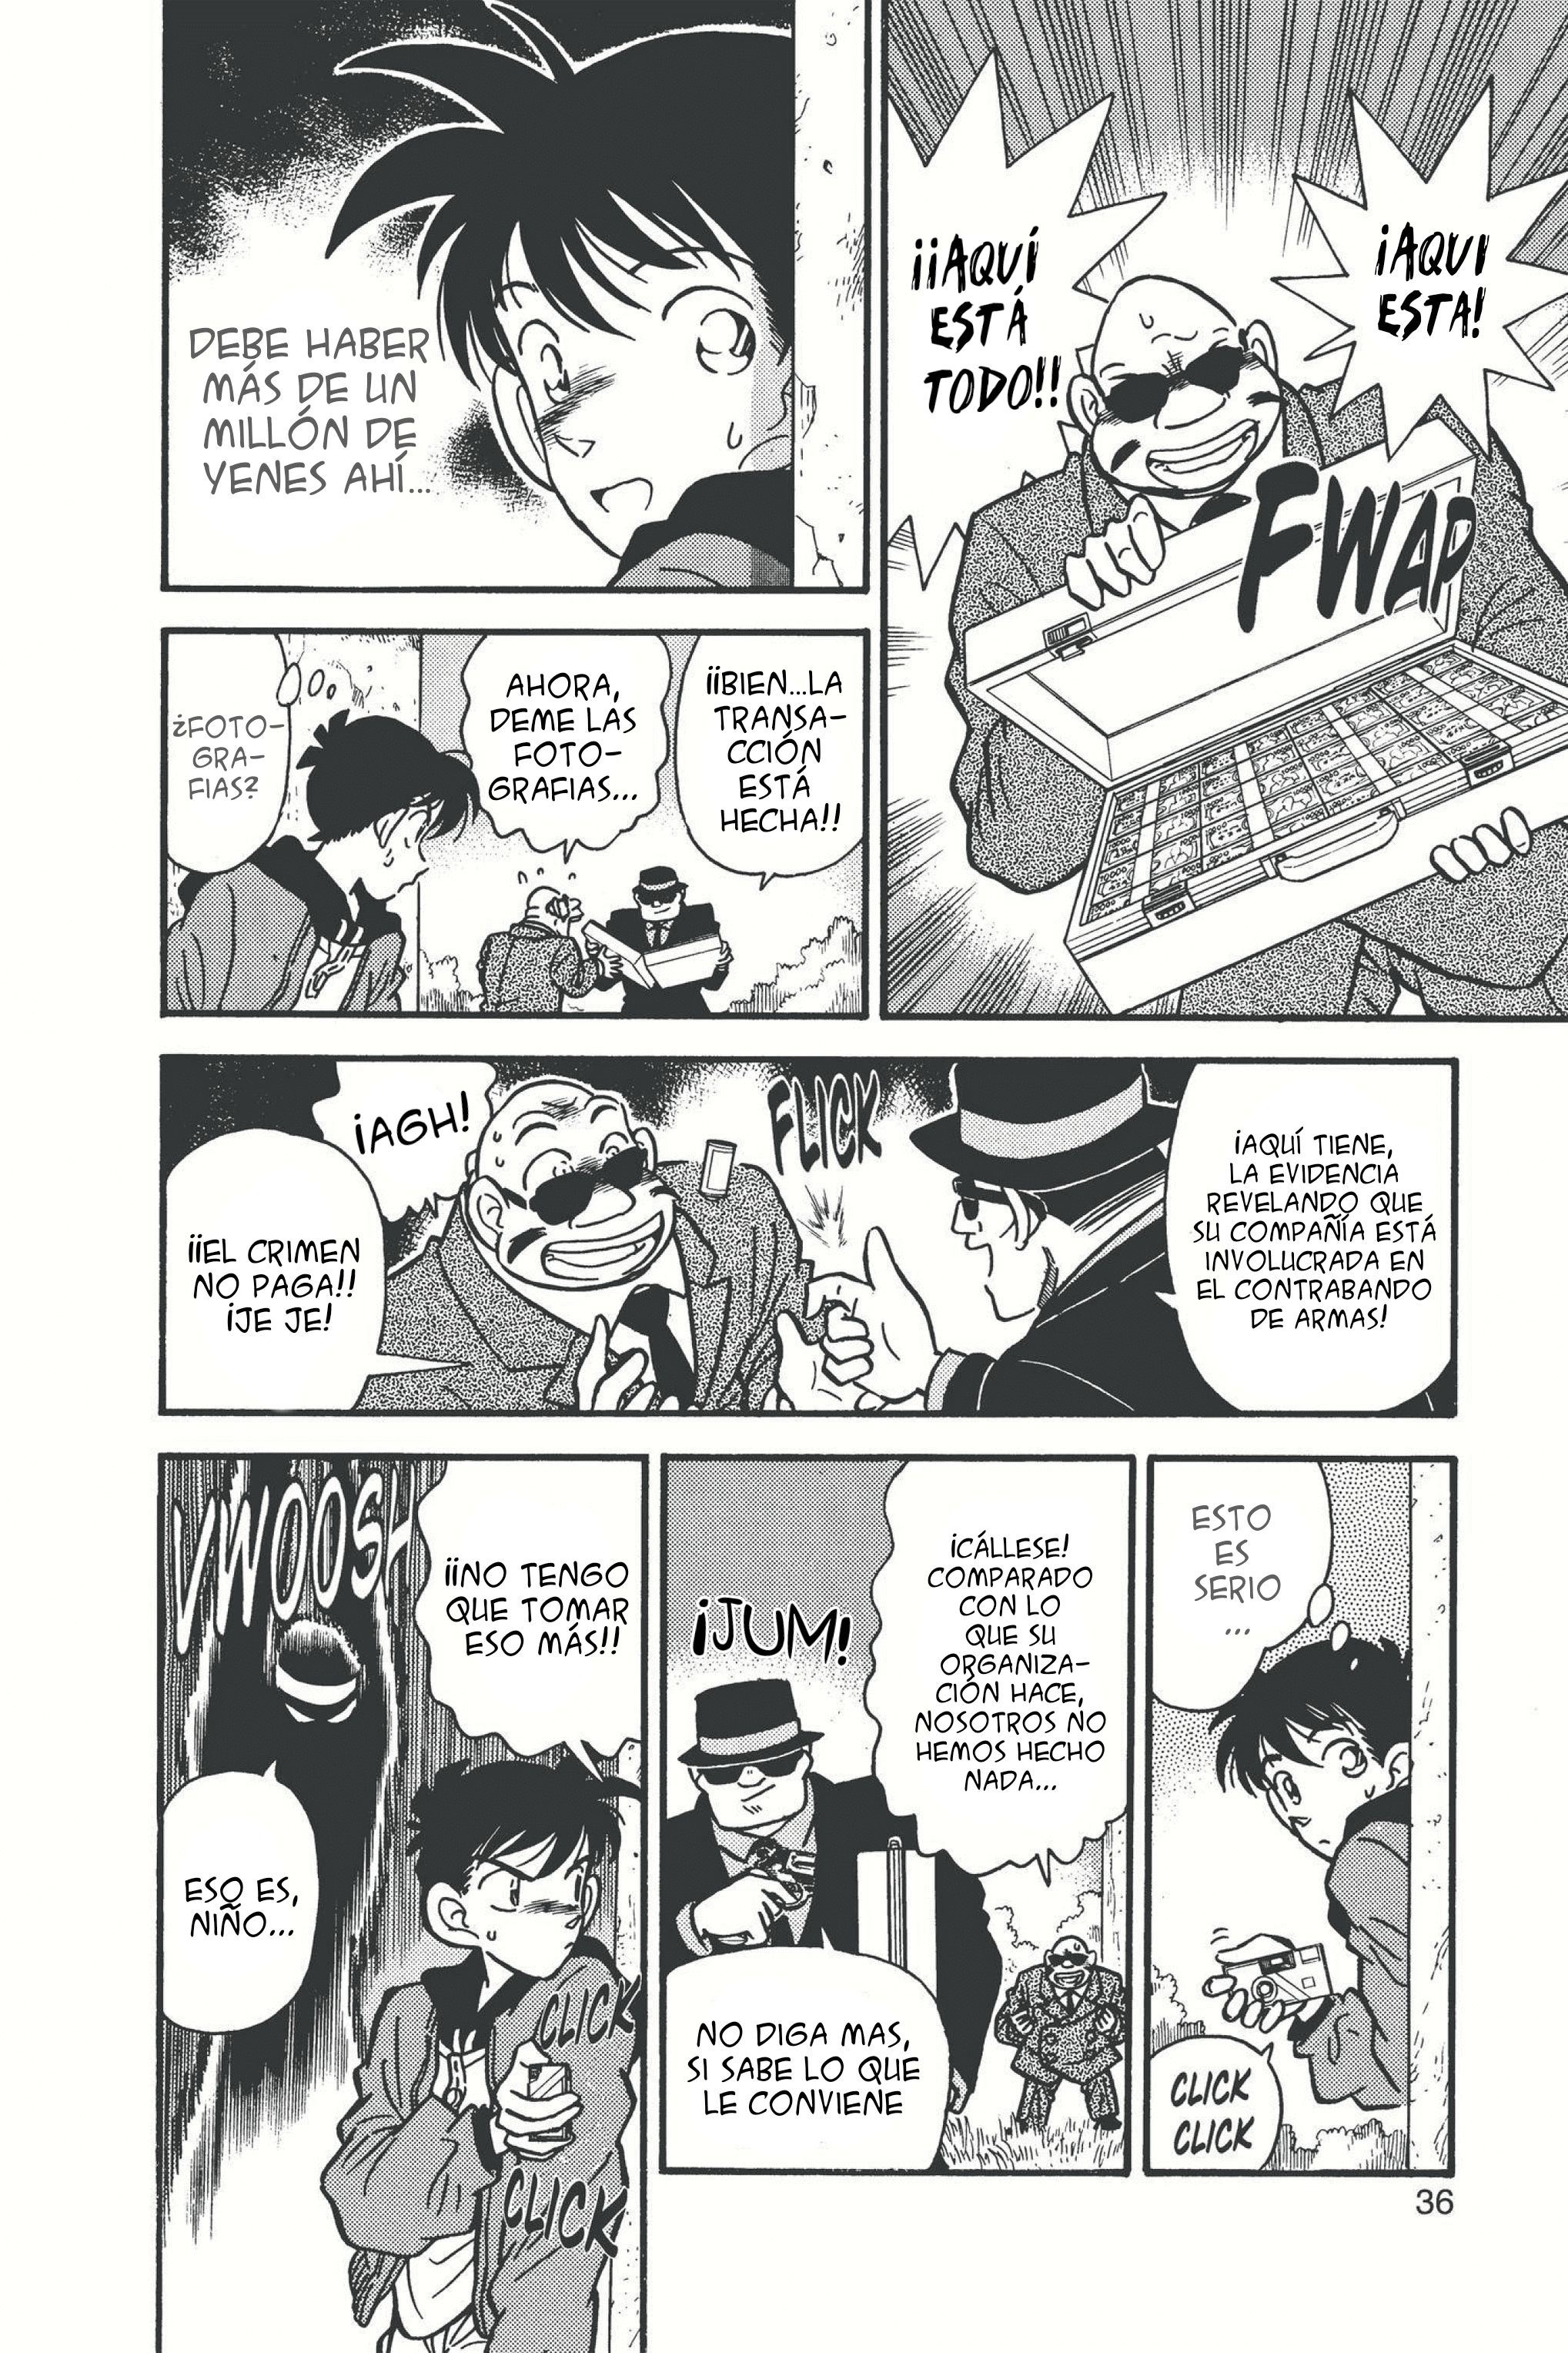 ¡AQUI
ESTA!
¡¡AQUÍ
ESTÁ
TODO!!
FWAP
DEBE HABER
MÁS DE UN
MILLÓN DE
YENES AHÍ...
¡¡BIEN...LA
TRANSA-
CCIÓN
ESTÁ
HECHA!!
AHORA,
DEME LAS
FOTO-
GRAFIAS...
¿FOTO-
GRA-
FIAS?
¡AQUÍ TIENE,
LA EVIDENCIA
REVELANDO QUE
SU COMPAÑÍA ESTÁ
INVOLUCRADA EN
EL CONTRABANDO
DE ARMAS!
FLICK
¡AGH!
¡¡EL CRIMEN
NO PAGA!!
¡JE JE!
ESTO
ES
SERIO
...
CLICK
CLICK
¡CÁLLESE!
COMPARADO
CON LO
QUE SU
ORGANIZA-
CIÓN HACE,
NOSOTROS NO
HEMOS HECHO
NADA...
¡JUM!
NO DIGA MAS,
SI SABE LO QUE
LE CONVIENE
¡¡NO TENGO
QUE TOMAR
ESO MÁS!!
VWOOSH
ESO ES,
NIÑO...
CLICK
CLICK
36